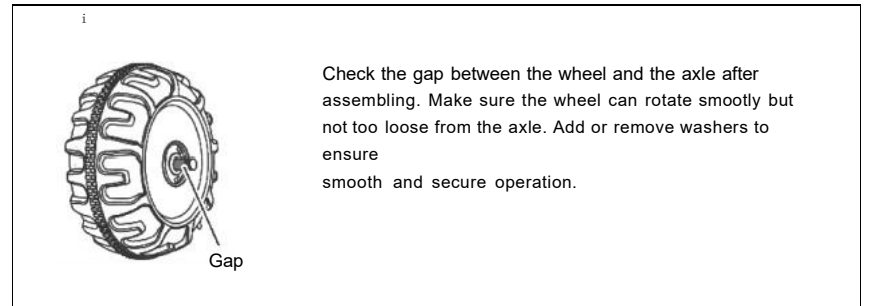 i
Check the gap between the wheel and the axle after
assembling. Make sure the wheel can rotate smootly but
not too loose from the axle. Add or remove washers to
ensure
smooth and secure operation.
Gap